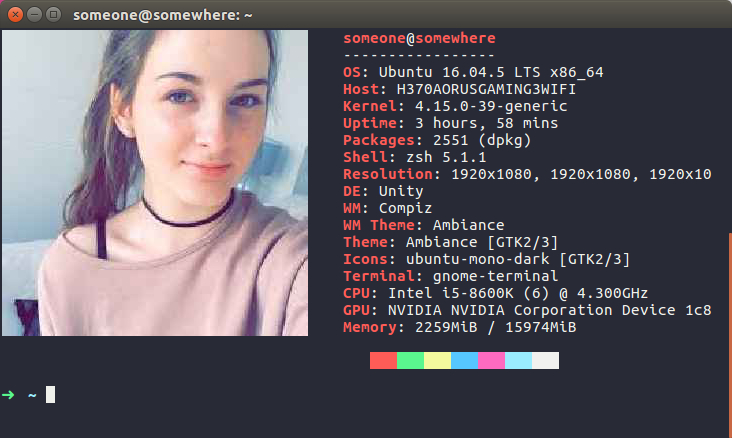 someone@somewhere: ~
someone@somewhere
-----------------
OS: Ubuntu 16.04.5 LTS x86_64
Host: H370AORUSGAMING3WIFI
Kernel: 4.15.0-39-generic
Uptime: 3 hours, 58 mins
Packages: 2551 (dpkg)
Shell: zsh 5.1.1
Resolution: 1920x1080, 1920x1080, 1920x10
DE: Unity
WM: Compiz
WM Theme: Ambiance
Theme: Ambiance [GTK2/3]
Icons: ubuntu-mono-dark [GTK2/3]
Terminal: gnome-terminal
CPU: Intel i5-8600K (6) @ 4.300GHz
GPU: NVIDIA NVIDIA Corporation Device 1c8
Memory: 2259MiB / 15974MiB
➜ ~